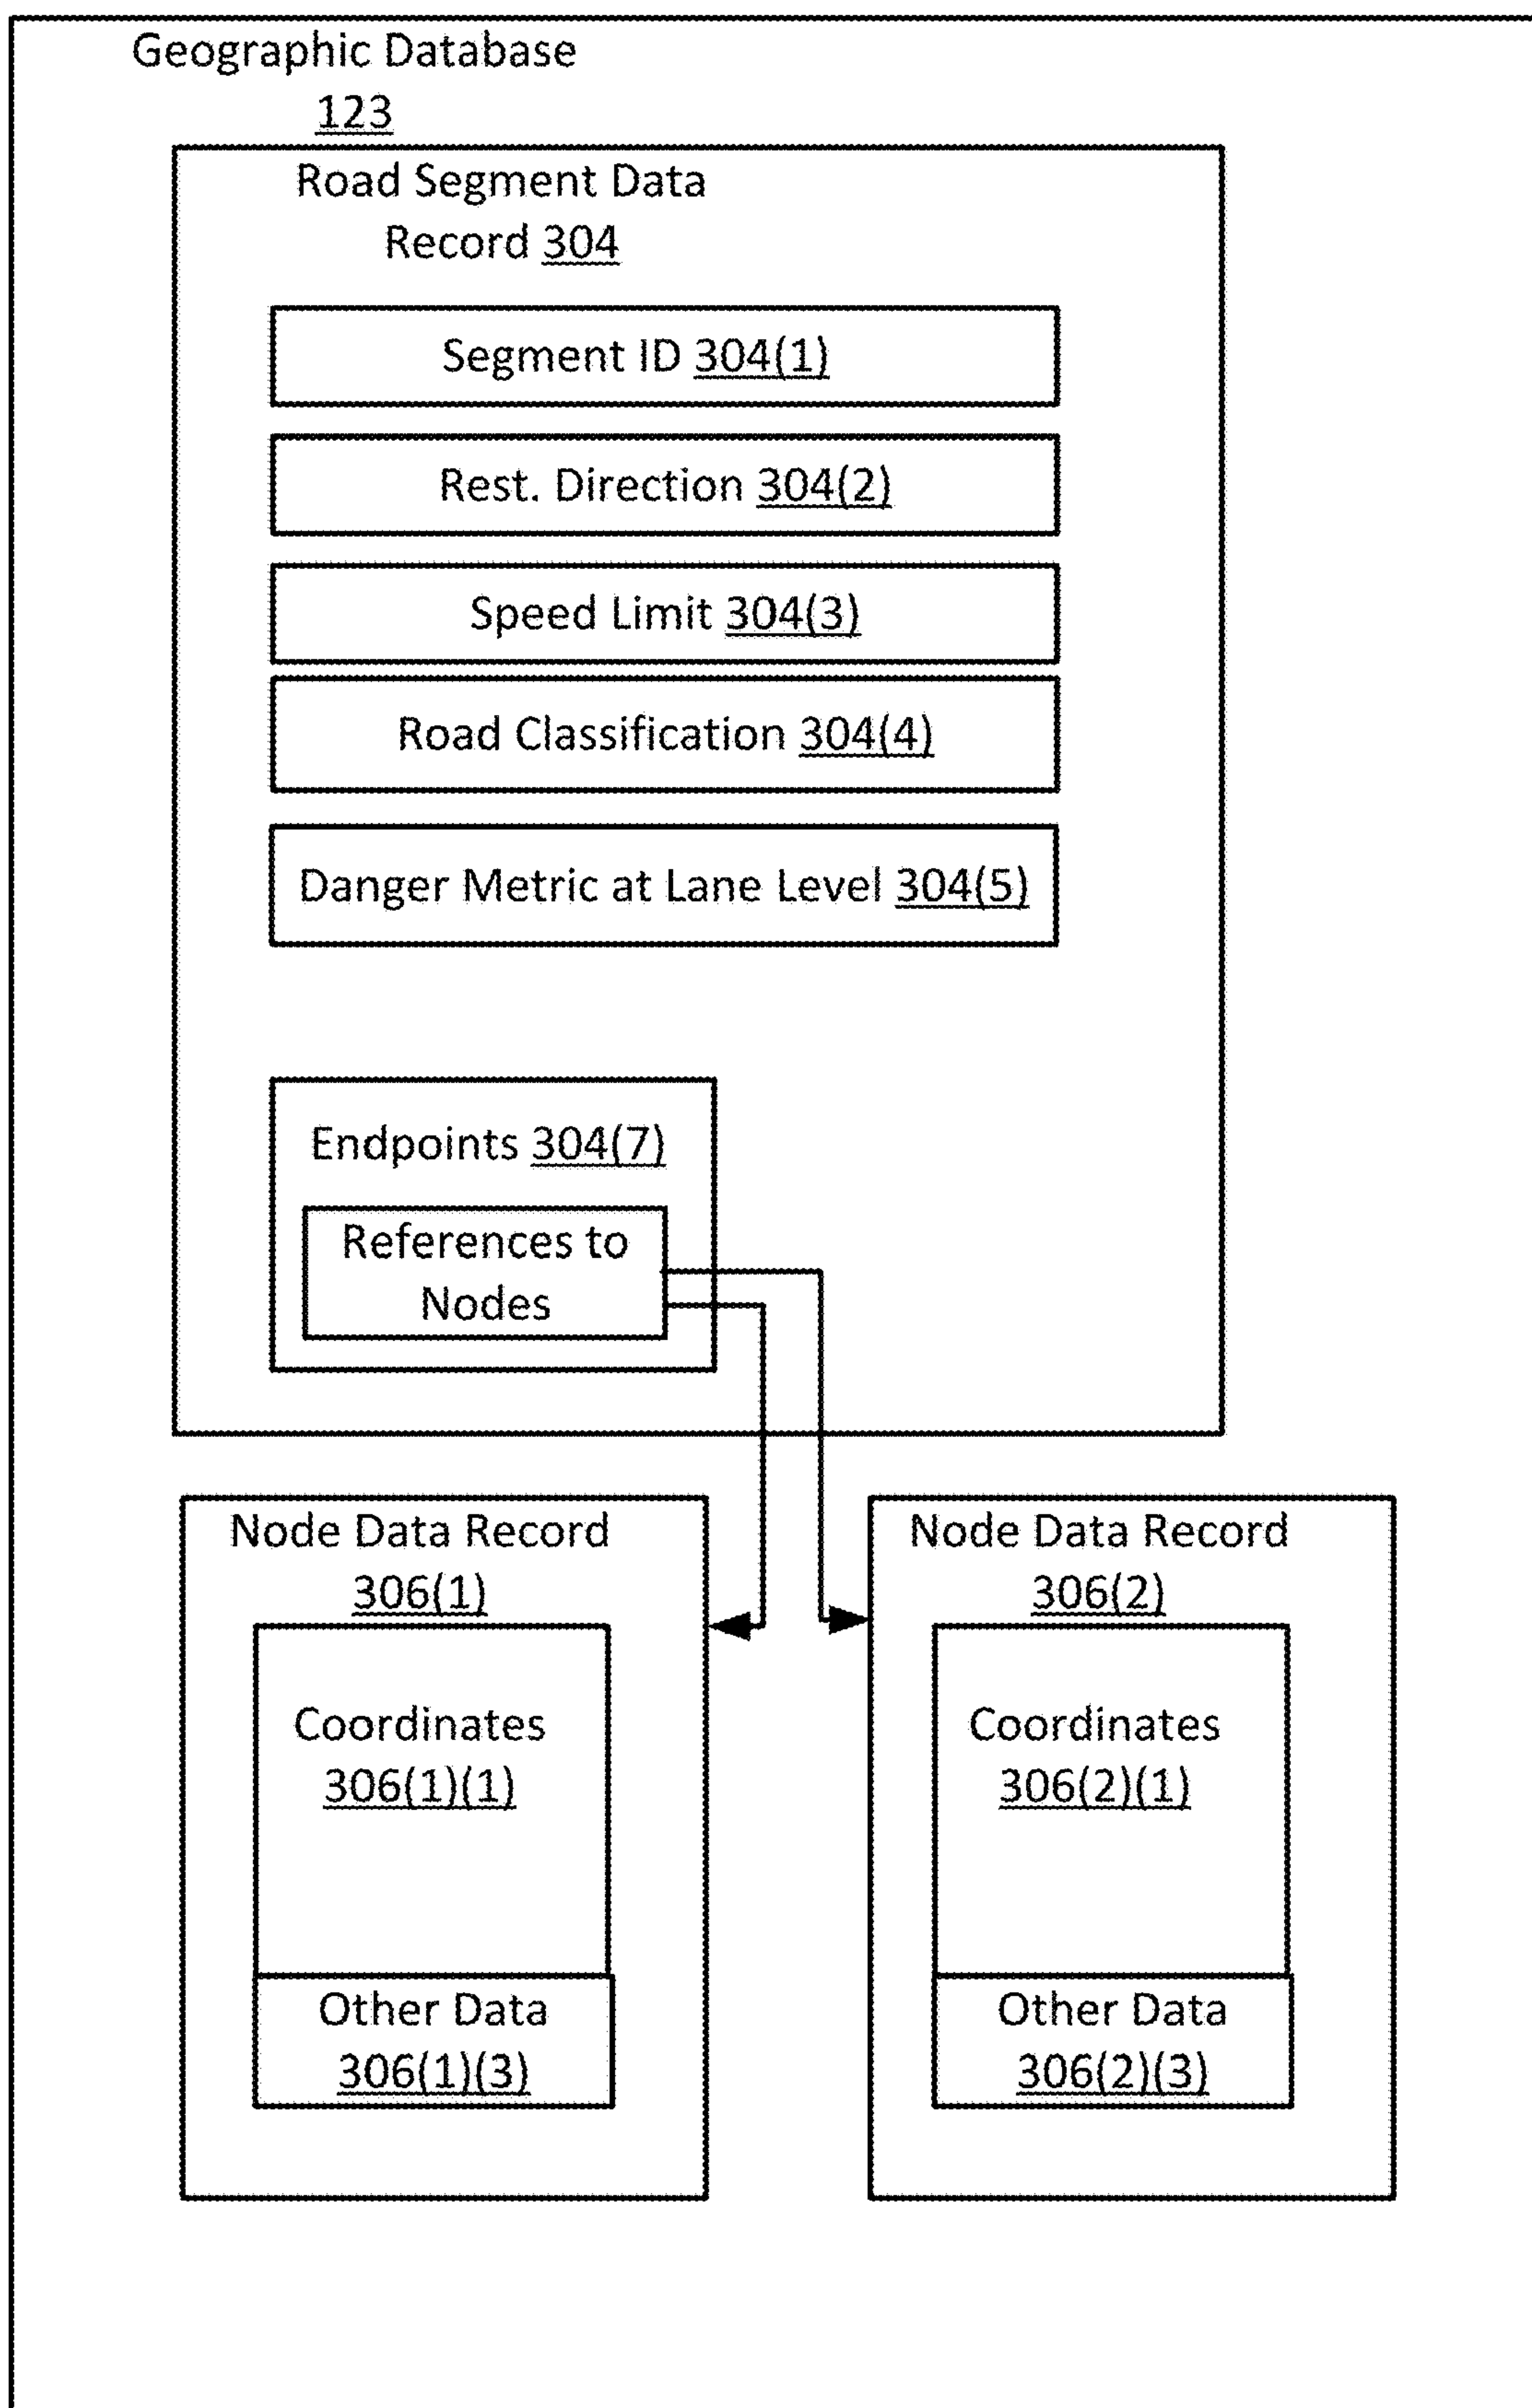 Geographic Database
123
Road Segment Data
Record 304
Segment ID 304(1)
Rest. Direction 304(2)
Speed Limit 304(3)
Road Classification 304(4)
Danger Metric at Lane Level 304(5)
Endpoints 304(7)
References to
Nodes
Node Data Record
306(1)
Coordinates
306(1)(1)
Other Data
306(1)(3)
Node Data Record
306(2)
Coordinates
306(2)(1)
Other Data
306(2)(3)